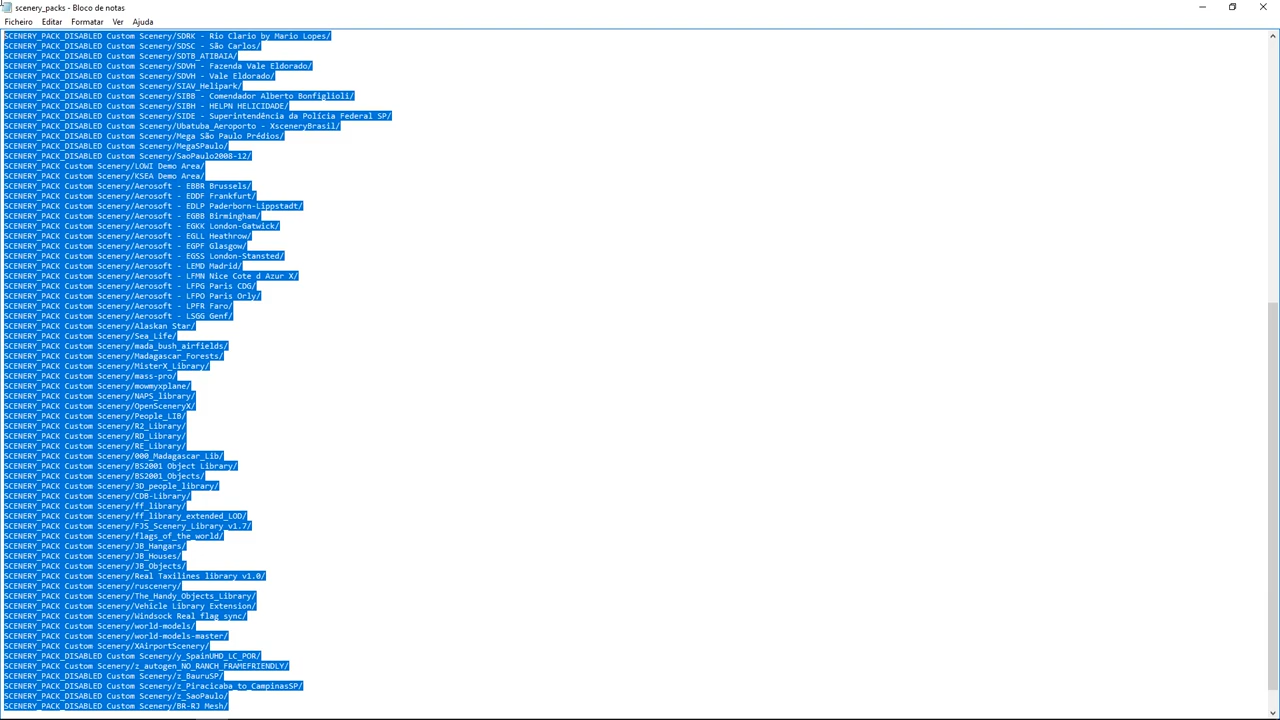 scenery_packs - Bloco de notas
Ficheiro Editar Formatar Ver Ajuda
SCENERY_PACK_DISABLED Custom Scenery/SDRK - Rio Clario by Mario Lopes/
SCENERY_PACK_DISABLED Custom Scenery/SDSC - São Carlos/
SCENERY_PACK_DISABLED Custom Scenery/SDTB_ATIBAIA/
SCENERY_PACK_DISABLED Custom Scenery/SDVH - Fazenda Vale Eldorado/
SCENERY_PACK_DISABLED Custom Scenery/SDVH - Vale Eldorado/
SCENERY_PACK_DISABLED Custom Scenery/SIAV_Helipark/
SCENERY_PACK_DISABLED Custom Scenery/SIBB - Comendador Alberto Bonfiglioli/
SCENERY_PACK_DISABLED Custom Scenery/SIBH - HELPN HELICIDADE/
SCENERY_PACK_DISABLED Custom Scenery/SIDE - Superintendência da Polícia Federal SP/
SCENERY_PACK_DISABLED Custom Scenery/Ubatuba_Aeroporto - XsceneryBrasil/
SCENERY_PACK_DISABLED Custom Scenery/Mega São Paulo Prédios/
SCENERY_PACK_DISABLED Custom Scenery/MegaSPaulo/
SCENERY_PACK_DISABLED Custom Scenery/SaoPaulo2008-12/
SCENERY_PACK Custom Scenery/LOWI Demo Area/
SCENERY_PACK Custom Scenery/KSEA Demo Area/
SCENERY_PACK Custom Scenery/Aerosoft - EBBR Brussels/
SCENERY_PACK Custom Scenery/Aerosoft - EDDF Frankfurt/
SCENERY_PACK Custom Scenery/Aerosoft - EDLP Paderborn-Lippstadt/
SCENERY_PACK Custom Scenery/Aerosoft - EGBB Birmingham/
SCENERY_PACK Custom Scenery/Aerosoft - EGKK London-Gatwick/
SCENERY_PACK Custom Scenery/Aerosoft - EGLL Heathrow/
SCENERY_PACK Custom Scenery/Aerosoft - EGPF Glasgow/
SCENERY_PACK Custom Scenery/Aerosoft - EGSS London-Stansted/
SCENERY_PACK Custom Scenery/Aerosoft - LEMD Madrid/
SCENERY_PACK Custom Scenery/Aerosoft - LFMN Nice Cote d Azur X/
SCENERY_PACK Custom Scenery/Aerosoft - LFPG Paris CDG/
SCENERY_PACK Custom Scenery/Aerosoft - LFPO Paris Orly/
SCENERY_PACK Custom Scenery/Aerosoft - LPFR Faro/
SCENERY_PACK Custom Scenery/Aerosoft - LSGG Genf/
SCENERY_PACK Custom Scenery/Alaskan Star/
SCENERY_PACK Custom Scenery/Sea_Life/
SCENERY_PACK Custom Scenery/mada_bush_airfields/
SCENERY_PACK Custom Scenery/Madagascar_Forests/
SCENERY_PACK Custom Scenery/MisterX_Library/
SCENERY_PACK Custom Scenery/mass-pro/
SCENERY_PACK Custom Scenery/mowmyxplane/
SCENERY_PACK Custom Scenery/NAPS_library/
SCENERY_PACK Custom Scenery/OpenSceneryX/
SCENERY_PACK Custom Scenery/People_LIB/
SCENERY_PACK Custom Scenery/R2_Library/
SCENERY_PACK Custom Scenery/RD_Library/
SCENERY_PACK Custom Scenery/RE_Library/
SCENERY_PACK Custom Scenery/000_Madagascar_Lib/
SCENERY_PACK Custom Scenery/BS2001 Object Library/
SCENERY_PACK Custom Scenery/BS2001_Objects/
SCENERY_PACK Custom Scenery/3D_people_library/
SCENERY_PACK Custom Scenery/CDB-Library/
SCENERY_PACK Custom Scenery/ff_library/
SCENERY_PACK Custom Scenery/ff_library_extended_LOD/
SCENERY_PACK Custom Scenery/FJS_Scenery_Library_v1.7/
SCENERY_PACK Custom Scenery/flags_of_the_world/
SCENERY_PACK Custom Scenery/JB_Hangars/
SCENERY_PACK Custom Scenery/JB_Houses/
SCENERY_PACK Custom Scenery/JB_Objects/
SCENERY_PACK Custom Scenery/Real Taxilines library v1.0/
SCENERY_PACK Custom Scenery/ruscenery/
SCENERY_PACK Custom Scenery/The_Handy_Objects_Library/
SCENERY_PACK Custom Scenery/Vehicle Library Extension/
SCENERY_PACK Custom Scenery/Windsock Real flag sync/
SCENERY_PACK Custom Scenery/world-models/
SCENERY_PACK Custom Scenery/world-models-master/
SCENERY_PACK Custom Scenery/XAirportScenery/
SCENERY_PACK_DISABLED Custom Scenery/y_SpainUHD_LC_POR/
SCENERY_PACK Custom Scenery/z_autogen_NO_RANCH_FRAMEFRIENDLY/
SCENERY_PACK_DISABLED Custom Scenery/z_BauruSP/
SCENERY_PACK_DISABLED Custom Scenery/z_Piracicaba_to_CampinasSP/
SCENERY_PACK_DISABLED Custom Scenery/z_SaoPaulo/
SCENERY_PACK_DISABLED Custom Scenery/BR-RJ Mesh/